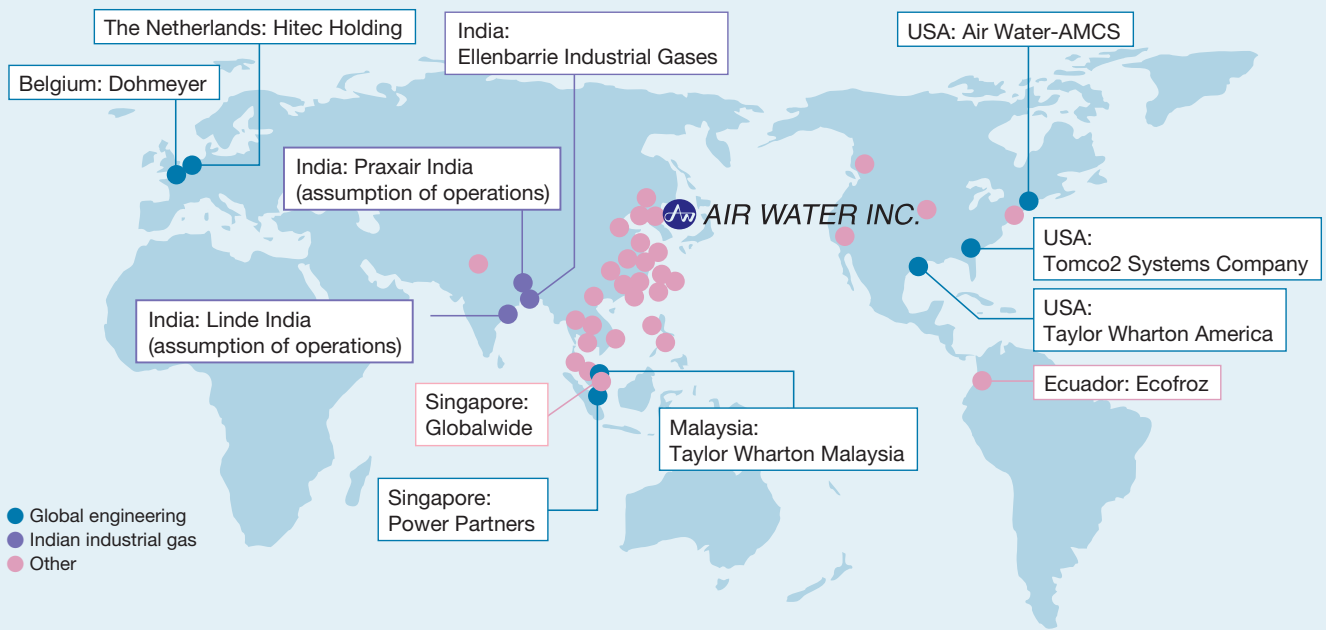 The Netherlands: Hitec Holding
Belgium: Dohmeyer
India:
Ellenbarrie Industrial Gases
USA: Air Water-AMCS
India: Praxair India
(assumption of operations)
AW AIR WATER INC.
USA:
Tomco2 Systems Company
India: Linde India
(assumption of operations)
USA:
Taylor Wharton America
Singapore:
Globalwide
Ecuador: Ecofroz
Malaysia:
Taylor Wharton Malaysia
Singapore:
Power Partners
Global engineering
Indian industrial gas
Other